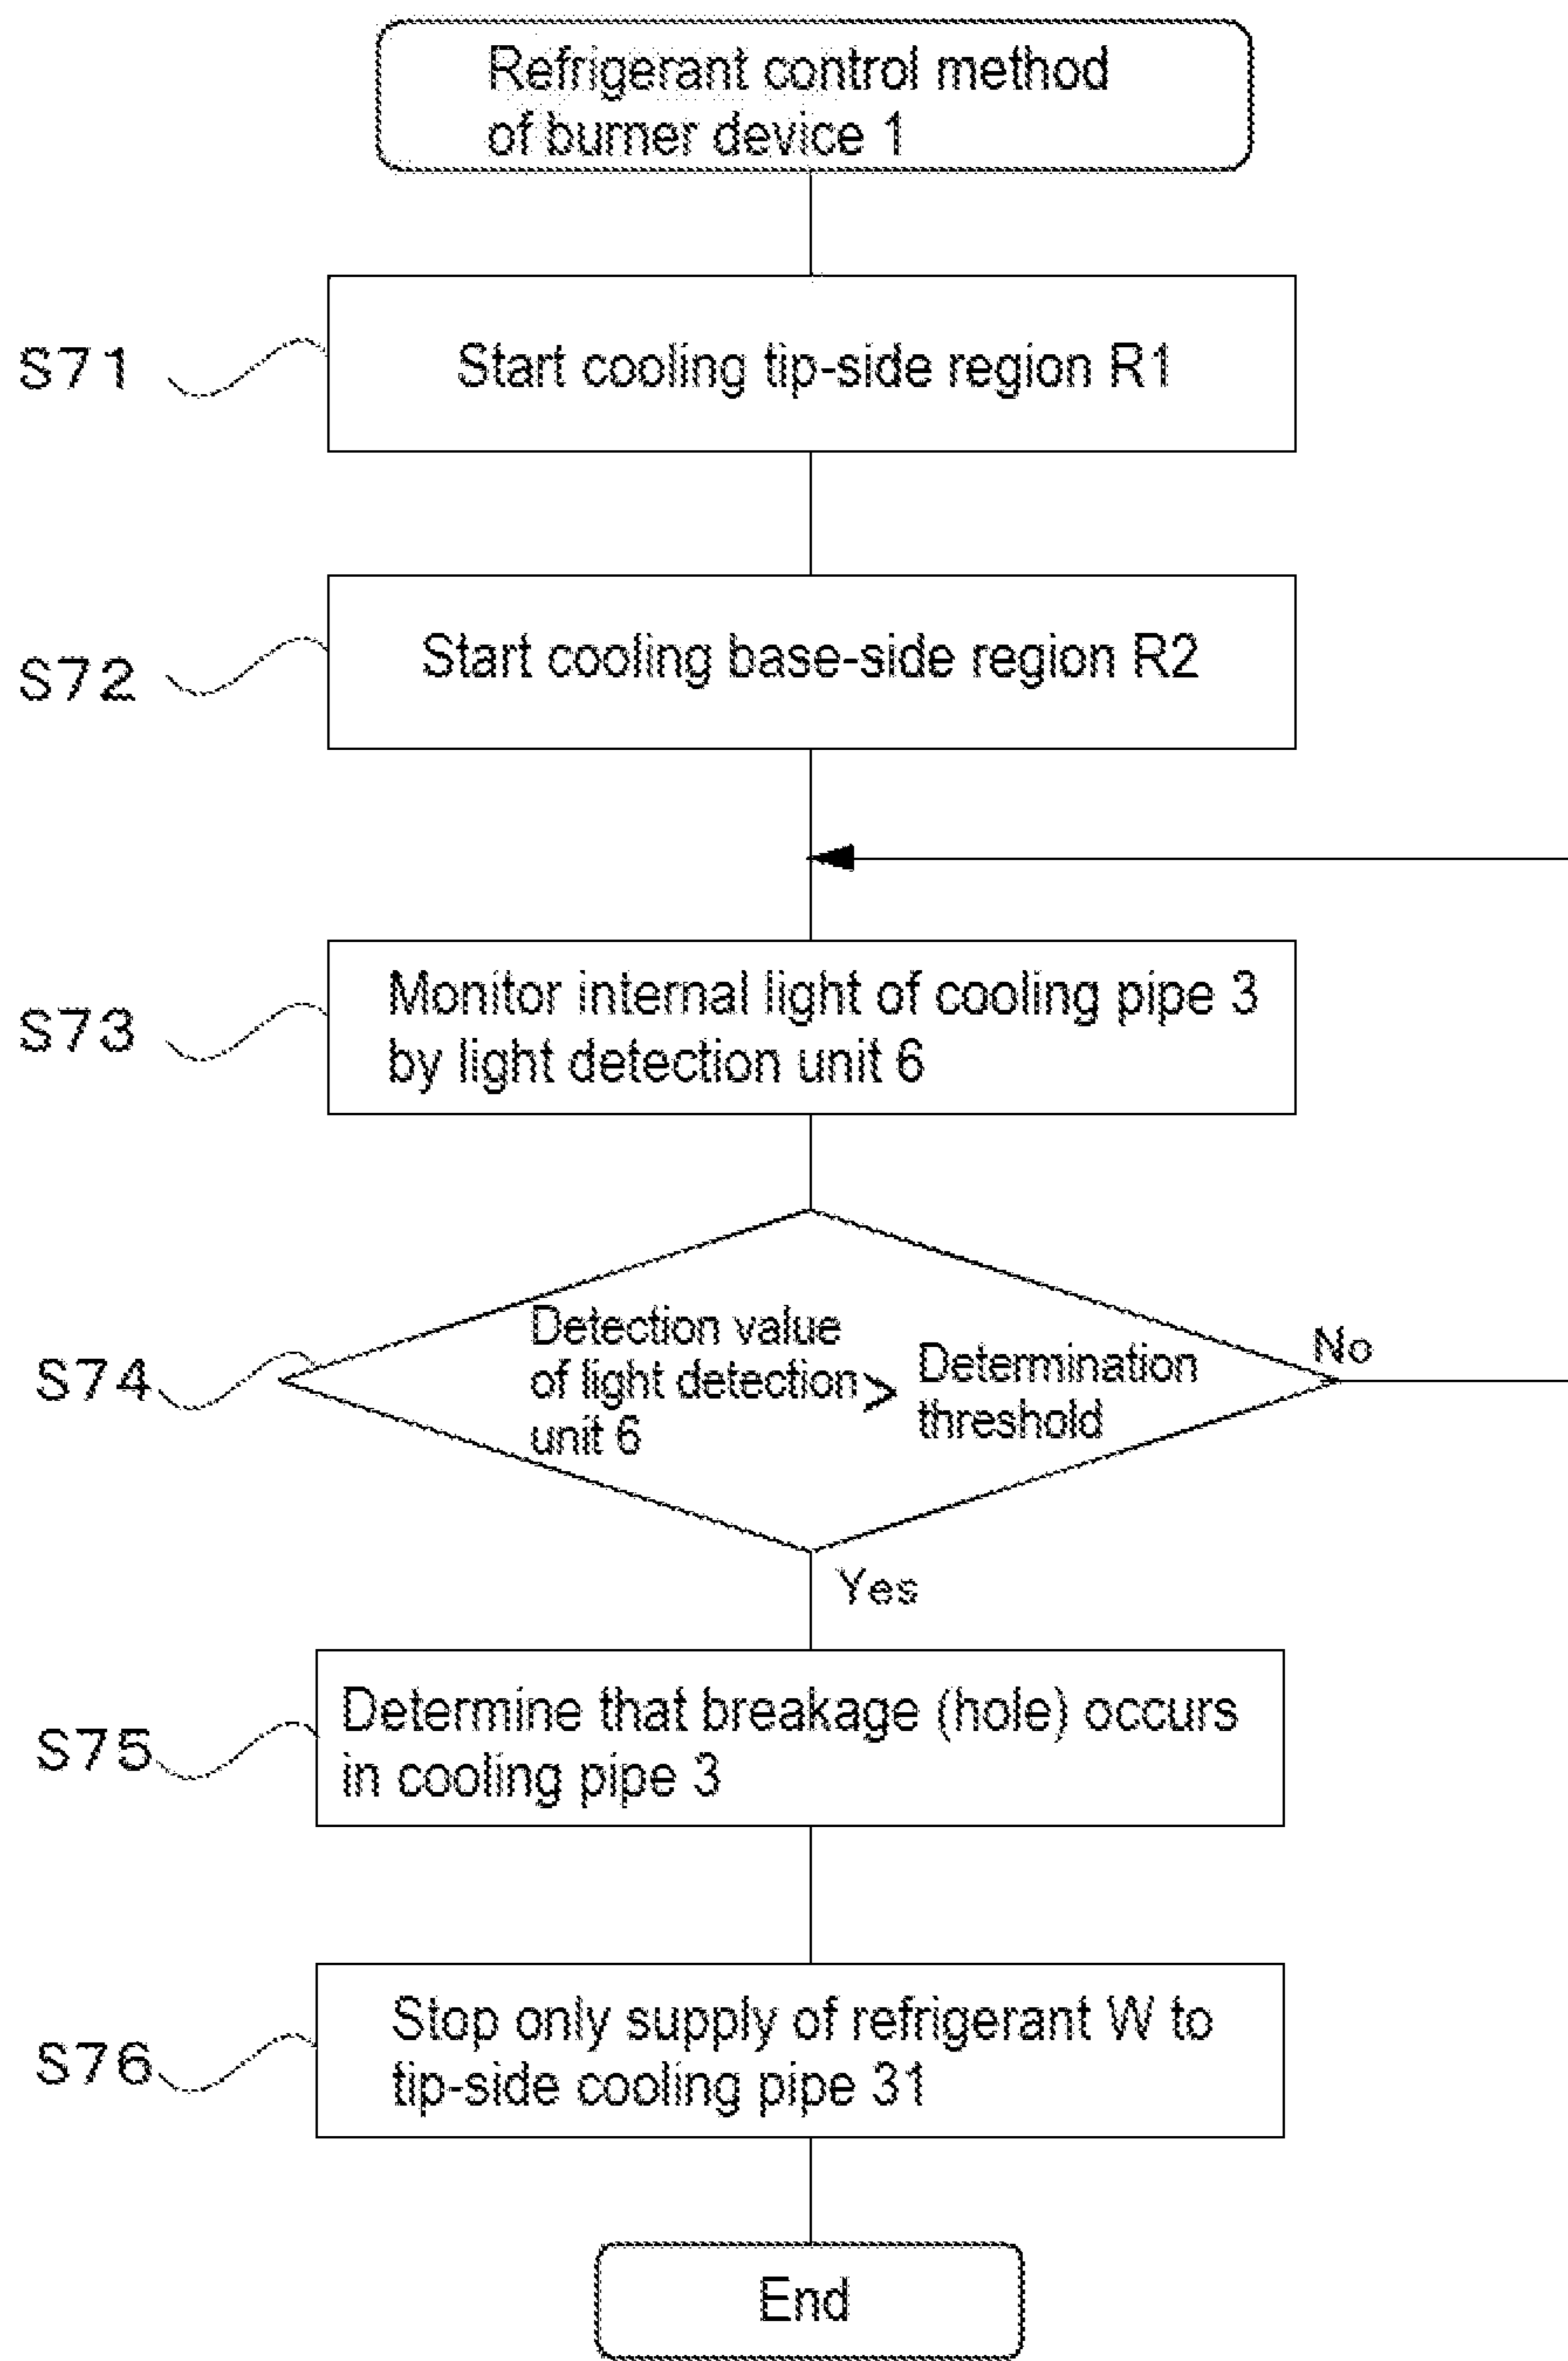 Refrigerant control method
of burner device 1
S71
Start cooling tip-side region R1
S72
Start cooling base-side region R2
S73
Monitor internal light of cooling pipe 3
by light detection unit 6
S74
Detection value
of light detection
unit 6
>
Determination
threshold
No
Yes
S75
Determine that breakage (hole) occurs
in cooling pipe 3
S76
Stop only supply of refrigerant W to
tip-side cooling pipe 31
End